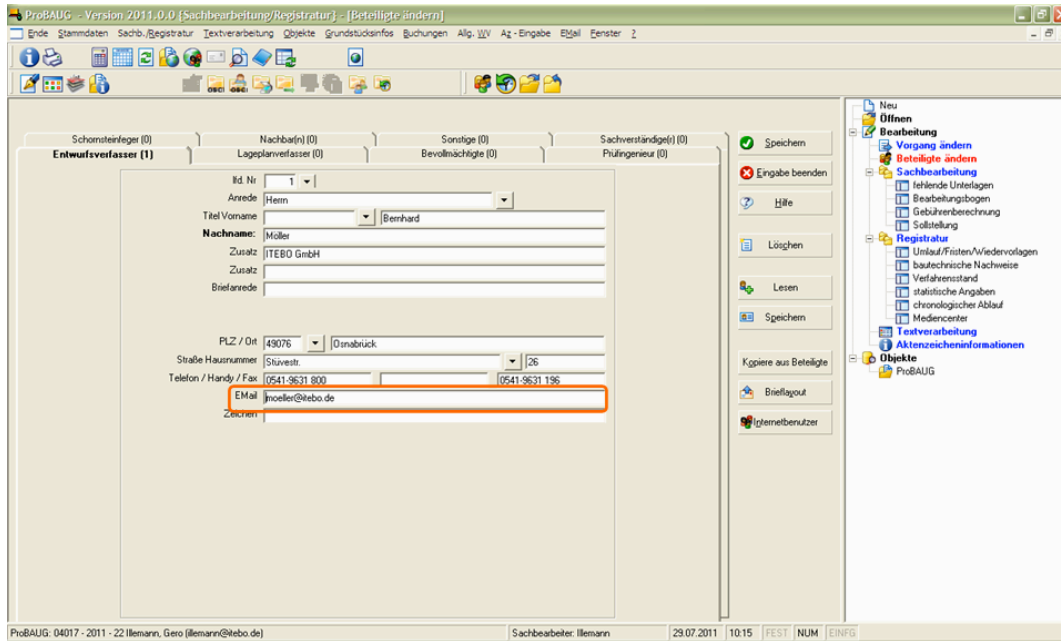 ProBAUG - Version 2011.0.0 [Sachbearbeitung/Registratur] - [Beteiligte ändern]
Ende Stammdaten Sachb./Registratur Textverarbeitung Objekte Grundstücksinfos Buchungen Allg. WV Az-Eingabe EMail Fenster ?
Schornsteinfeger (0) Nachbar(n) (0) Sonstige (0) Sachverständige(r) (0)
Entwurfsverfasser (1) Lageplanverfasser (0) Bevollmächtigte (0) Prüfingenieur (0)
lfd. Nr 1
Anrede Herrn
Titel Vorname Bernhard
Nachname: Möller
Zusatz ITEBO GmbH
Zusatz
Briefanrede
PLZ / Ort 49076 Osnabrück
Straße Hausnummer Stüvestr. 26
Telefon / Handy / Fax 0541-9631 800 0541-9631 196
EMail moeller@itebo.de
Zeichen
Speichern
Eingabe beenden
Hilfe
Löschen
Lesen
Speichern
Kopiere aus Beteiligte
Brieflayout
Internetbenutzer
Neu
Öffnen
Bearbeitung
Vorgang ändern
Beteiligte ändern
Sachbearbeitung
fehlende Unterlagen
Bearbeitungsbogen
Gebührenberechnung
Sollstellung
Registratur
Umlauf/Fristen/Wiedervorlagen
bautechnische Nachweise
Verfahrensstand
statistische Angaben
chronologischer Ablauf
Mediencenter
Textverarbeitung
Aktenzeicheninformationen
Objekte
ProBAUG
ProBAUG: 04017 - 2011 - 22 Illemann, Gero (illemann@itebo.de) Sachbearbeiter: Illemann 29.07.2011 10:15 FEST NUM EINFG